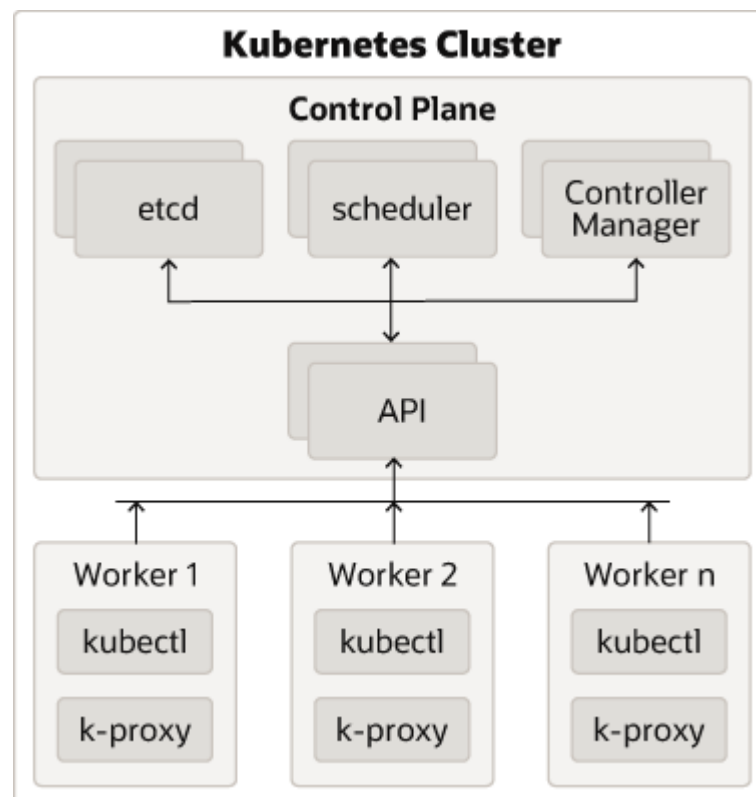 Kubernetes Cluster
Control Plane
etcd
scheduler
Controller
Manager
API
Worker 1
kubectl
k-proxy
Worker 2
kubectl
k-proxy
Worker n
kubectl
k-proxy